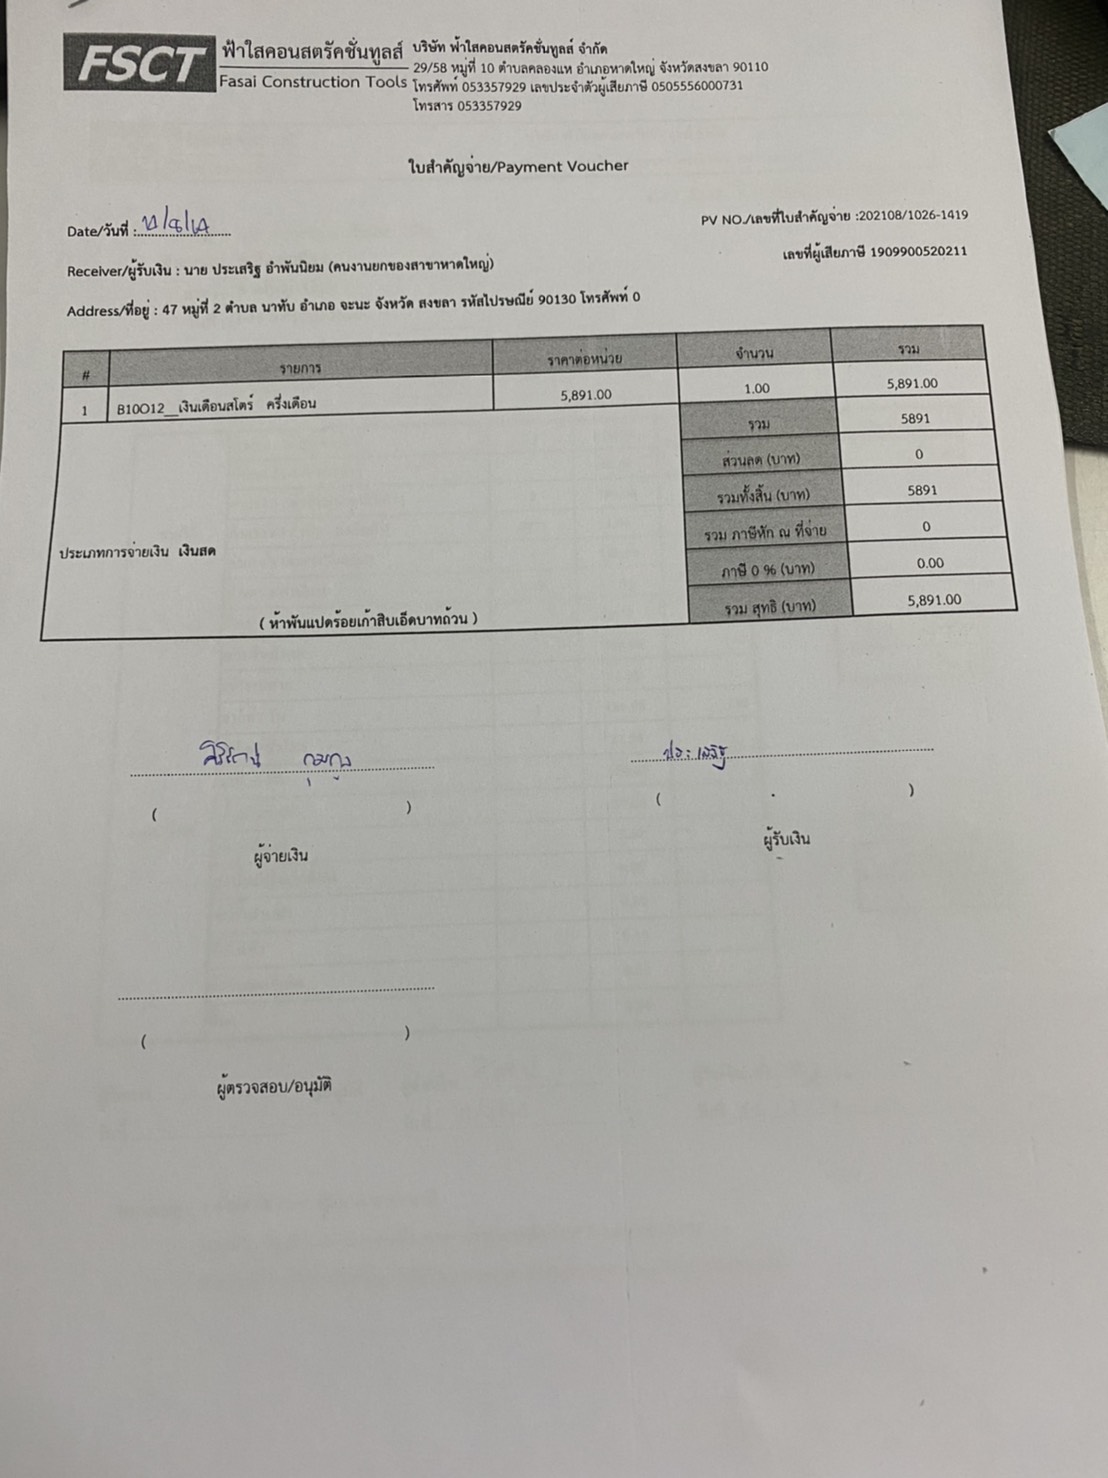 FSCT
ฟ้าใสคอนสตรัคชั่นทูลส์
Fasai Construction Tools
บริษัท ฟ้าใสคอนสตรัคชั่นทูลส์ จำกัด
29/58 หมู่ที่ 10 ตำบลคลองแห อำเภอหาดใหญ่ จังหวัดสงขลา 90110
โทรศัพท์ 053357929 เลขประจำตัวผู้เสียภาษี 0505556000731
โทรสาร 053357929
ใบสำคัญจ่าย/Payment Voucher
PV NO./เลขที่ใบสำคัญจ่าย :202108/1026-1419
Date/วันที่ :
เลขที่ผู้เสียภาษี 1909900520211
Receiver/ผู้รับเงิน : นาย ประเสริฐ อำพันนิยม (คนงานยกของสาขาหาดใหญ่)
Address/ที่อยู่ : 47 หมู่ที่ 2 ตำบล นาทับ อำเภอ จะนะ จังหวัด สงขลา รหัสไปรษณีย์ 90130 โทรศัพท์ 0
# รายการ ราคาต่อหน่วย จำนวน รวม
1 B10O12__เงินเดือนสโตร์ ครึ่งเดือน 5,891.00 1.00 5,891.00
รวม 5891
ส่วนลด (บาท) 0
รวมทั้งสิ้น (บาท) 5891
รวม ภาษีหัก ณ ที่จ่าย 0
ประเภทการจ่ายเงิน เงินสด
ภาษี 0 % (บาท) 0.00
รวม สุทธิ (บาท) 5,891.00
( ห้าพันแปดร้อยเก้าสิบเอ็ดบาทถ้วน )
ประเสริฐ
( ) ( )
ผู้จ่ายเงิน ผู้รับเงิน
( )
ผู้ตรวจสอบ/อนุมัติ